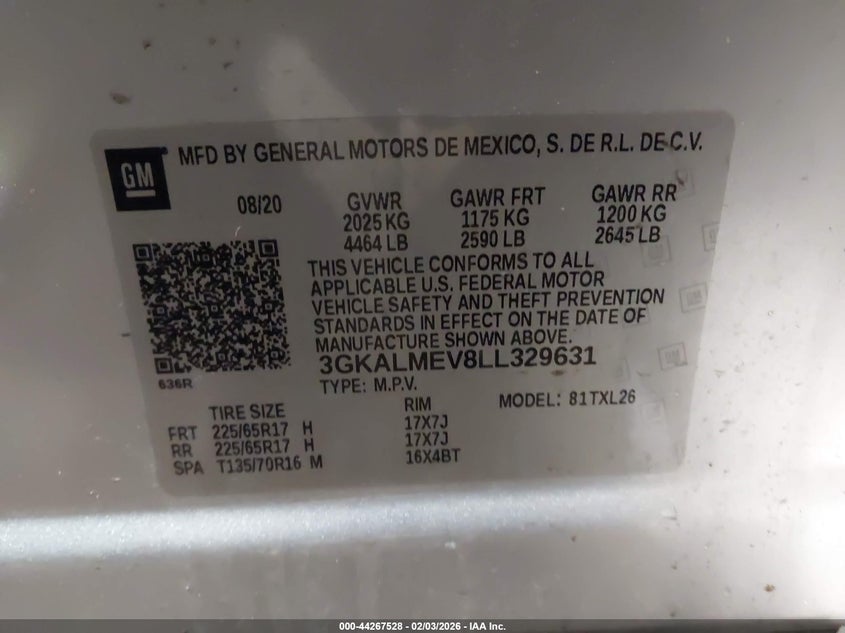 GM
MFD BY GENERAL MOTORS DE MEXICO, S. DE R.L. DE C.V.
08/20 GVWR GAWR FRT GAWR RR
2025 KG 1175 KG 1200 KG
4464 LB 2590 LB 2645 LB
THIS VEHICLE CONFORMS TO ALL
APPLICABLE U.S. FEDERAL MOTOR
VEHICLE SAFETY AND THEFT PREVENTION
STANDARDS IN EFFECT ON THE DATE OF
MANUFACTURE SHOWN ABOVE.
3GKALMEV8LL329631
636R
TYPE: M.P.V. MODEL: 81TXL26
TIRE SIZE RIM
FRT 225/65R17 H 17X7J
RR 225/65R17 H 17X7J
SPA T135/70R16 M 16X4BT
000-44267528 - 02/03/2026 - IAA Inc.